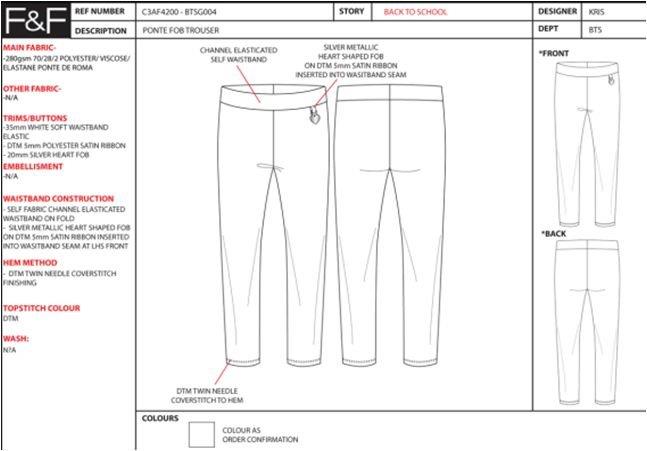 F&F
REF NUMBER C3AF4200 - BTSG004 STORY BACK TO SCHOOL DESIGNER KRIS
DESCRIPTION PONTE FOB TROUSER DEPT BTS
MAIN FABRIC-
-280gsm 70/28/2 POLYESTER/ VISCOSE/
ELASTANE PONTE DE ROMA
OTHER FABRIC-
-N/A
TRIMS/BUTTONS
-35mm WHITE SOFT WAISTBAND
ELASTIC
- DTM 5mm POLYESTER SATIN RIBBON
- 20mm SILVER HEART FOB
EMBELLISMENT
-N/A
WAISTBAND CONSTRUCTION
- SELF FABRIC CHANNEL ELASTICATED
WAISTBAND ON FOLD
- SILVER METALLIC HEART SHAPED FOB
ON DTM 5mm SATIN RIBBON INSERTED
INTO WASITBAND SEAM AT LHS FRONT
HEM METHOD
- DTM TWIN NEEDLE COVERSTITCH
FINISHING
TOPSTITCH COLOUR
DTM
WASH:
N?A
CHANNEL ELASTICATED
SELF WAISTBAND
SILVER METALLIC
HEART SHAPED FOB
ON DTM 5mm SATIN RIBBON
INSERTED INTO WASITBAND SEAM
DTM TWIN NEEDLE
COVERSTITCH TO HEM
*FRONT
*BACK
COLOURS
COLOUR AS
ORDER CONFIRMATION